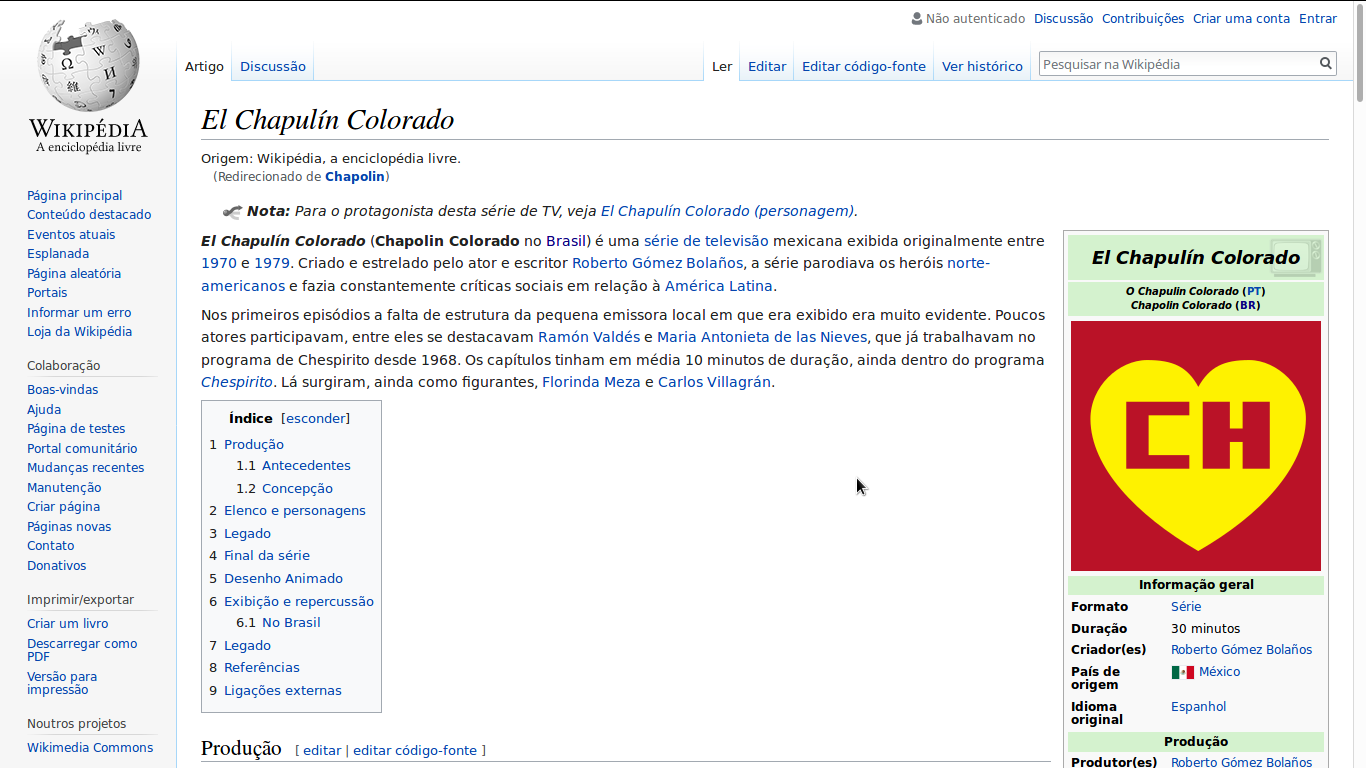 Não autenticado Discussão Contribuições Criar uma conta Entrar
Artigo Discussão Ler Editar Editar código-fonte Ver histórico Pesquisar na Wikipédia
Ω W И 維 7
WIKIPÉDIA
A enciclopédia livre
Página principal
Conteúdo destacado
Eventos atuais
Esplanada
Página aleatória
Portais
Informar um erro
Loja da Wikipédia
Colaboração
Boas-vindas
Ajuda
Página de testes
Portal comunitário
Mudanças recentes
Manutenção
Criar página
Páginas novas
Contato
Donativos
Imprimir/exportar
Criar um livro
Descarregar como
PDF
Versão para
impressão
Noutros projetos
Wikimedia Commons
El Chapulín Colorado
Origem: Wikipédia, a enciclopédia livre.
(Redirecionado de Chapolin)
Nota: Para o protagonista desta série de TV, veja El Chapulín Colorado (personagem).
El Chapulín Colorado (Chapolin Colorado no Brasil) é uma série de televisão mexicana exibida originalmente entre
1970 e 1979. Criado e estrelado pelo ator e escritor Roberto Gómez Bolaños, a série parodiava os heróis norte-
americanos e fazia constantemente críticas sociais em relação à América Latina.
Nos primeiros episódios a falta de estrutura da pequena emissora local em que era exibido era muito evidente. Poucos
atores participavam, entre eles se destacavam Ramón Valdés e Maria Antonieta de las Nieves, que já trabalhavam no
programa de Chespirito desde 1968. Os capítulos tinham em média 10 minutos de duração, ainda dentro do programa
Chespirito. Lá surgiram, ainda como figurantes, Florinda Meza e Carlos Villagrán.
Índice [esconder]
1 Produção
1.1 Antecedentes
1.2 Concepção
2 Elenco e personagens
3 Legado
4 Final da série
5 Desenho Animado
6 Exibição e repercussão
6.1 No Brasil
7 Legado
8 Referências
9 Ligações externas
Produção [ editar | editar código-fonte ]
El Chapulín Colorado
O Chapulin Colorado (PT)
Chapolin Colorado (BR)
CH
Informação geral
Formato Série
Duração 30 minutos
Criador(es) Roberto Gómez Bolaños
País de
origem México
Idioma
original Espanhol
Produção
Produtor(es) Roberto Gómez Bolaños